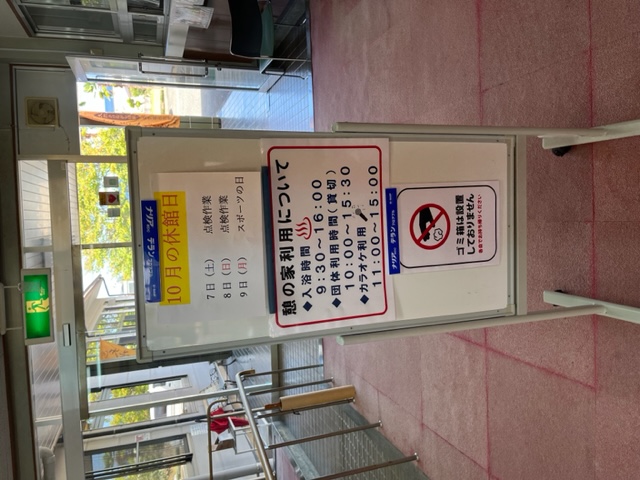 10月の休館日
7日（土） 点検作業
8日（日） 点検作業
9日（月） スポーツの日
憩の家利用について
◆入浴時間♨
9:30～16:00
◆団体利用時間（貸切）
10:00～15:30
◆カラオケ利用
11:00～15:00
ゴミ箱は設置
しておりません